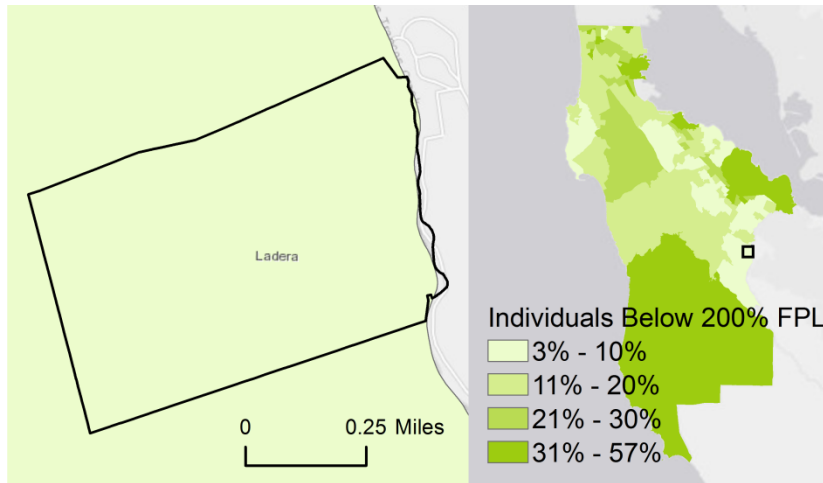 Ladera
0 0.25 Miles
Individuals Below 200% FPL
3% - 10%
11% - 20%
21% - 30%
31% - 57%